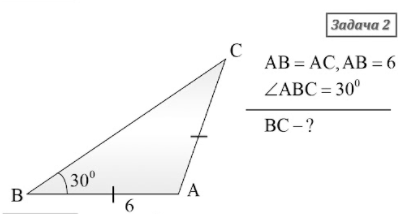 Задача 2
C
AB = AC, AB = 6
∠ABC = 30⁰
BC – ?
30⁰
B
A
6